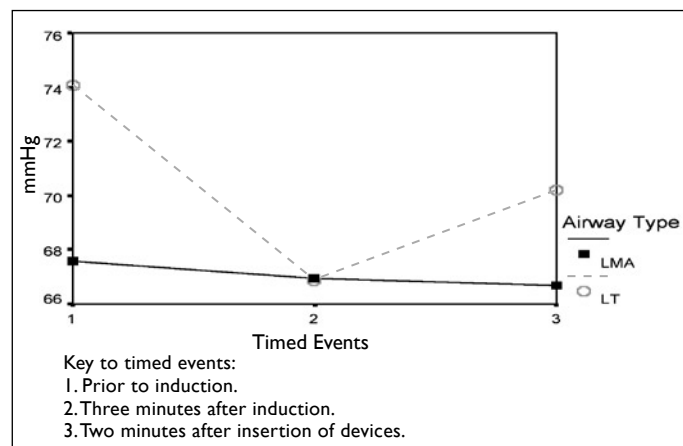 76
74
72
70
68
66
mmHg
1
2
3
Timed Events
Airway Type
LMA
LT
Key to timed events:
1. Prior to induction.
2. Three minutes after induction.
3. Two minutes after insertion of devices.